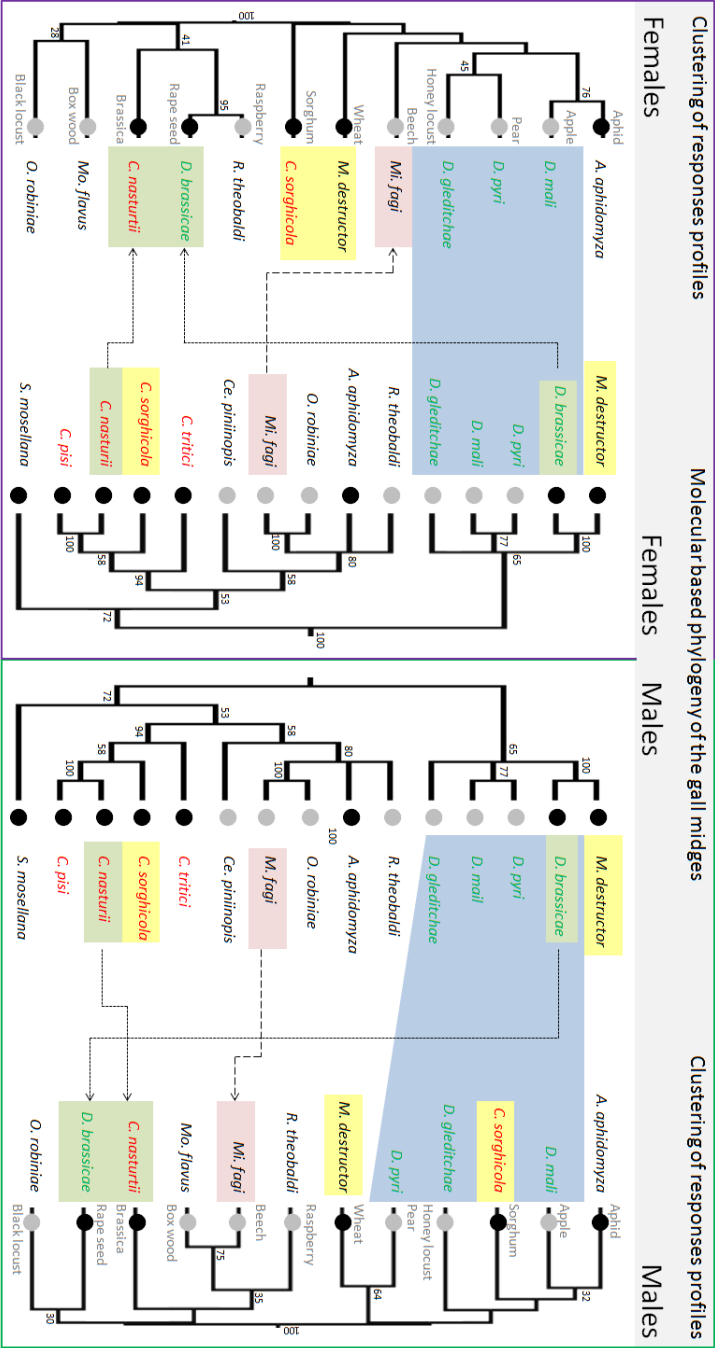 Clustering of responses profiles
Molecular based phylogeny of the gall midges
Clustering of responses profiles
Females
Females
Males
Males
Aphid
A. aphidomyza
Apple
D. mali
Pear
D. pyri
Honey locust
D. gleditchae
Beech
Mi. fagi
Wheat
M. destructor
Sorghum
C. sorghicola
Raspberry
R. theobaldi
Rape seed
D. brassicae
Brassica
C. nasturtii
Box wood
Mo. flavus
Black locust
O. robiniae
76
45
100
95
41
28
M. destructor
D. brassicae
D. pyri
D. mali
D. gleditchae
R. theobaldi
A. aphidomyza
O. robiniae
Mi. fagi
Ce. piniinopis
C. tritici
C. sorghicola
C. nasturii
C. pisi
S. mosellana
100
77
65
80
100
58
53
94
58
100
72
100
100
77
65
80
100
58
53
94
58
100
72
100
M. destructor
D. brassicae
D. pyri
D. mail
D. gleditchae
R. theobaldi
A. aphidomyza
O. robiniae
M. fagi
Ce. piniinopis
C. tritici
C. sorghicola
C. nasturii
C. pisi
S. mosellana
A. aphidomyza
Aphid
D. mali
Apple
C. sorghicola
Sorghum
D. gleditchae
Honey locust
D. pyri
Pear
M. destructor
Wheat
R. theobaldi
Raspberry
Mi. fagi
Beech
Mo. flavus
Box wood
C. nasturtii
Brassica
D. brassicae
Rape seed
O. robiniae
Black locust
32
64
100
35
75
30